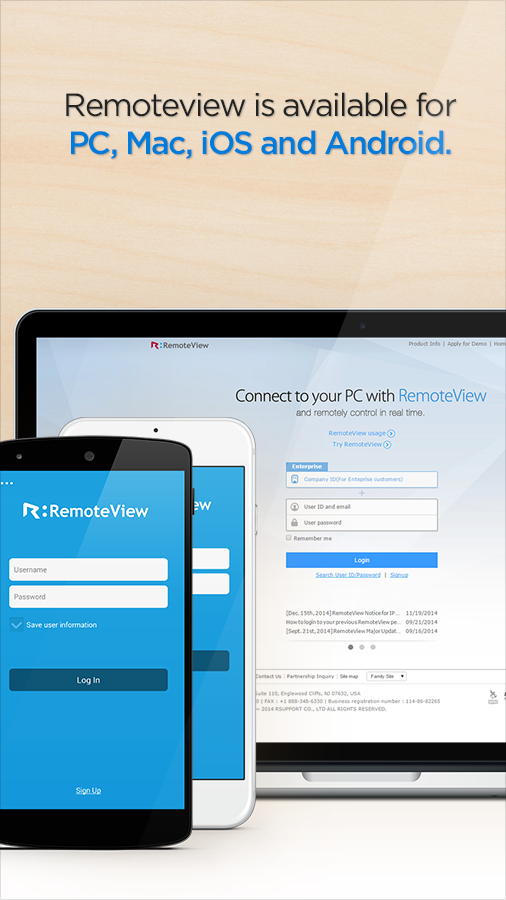 Remoteview is available for
PC, Mac, iOS and Android.
R:RemoteView
Product Info | Apply for Demo |
Connect to your PC with RemoteView
and remotely control in real time.
RemoteView usage
Try RemoteView
Enterprise
Company ID(For Enteprise customers)
+
User ID and email
User password
Remember me
Login
Search User ID/Password | Signup
[Dec. 15th, 2014] RemoteView Notice for IP... 11/19/2014
How to login to your previous RemoteView pe... 09/21/2014
[Sept. 21st, 2014] RemoteView Major Updat... 09/16/2014
Contact Us | Partnership Inquiry | Site map Family Site
110, Englewood Cliffs, NJ 07632, USA
| FAX : +1 888-348-6330 | Business registration number : 114-86-82265
2014 RSUPPORT CO., LTD ALL RIGHTS RESERVED.
ew
R:RemoteView
Username
Password
Save user information
Log In
Sign Up